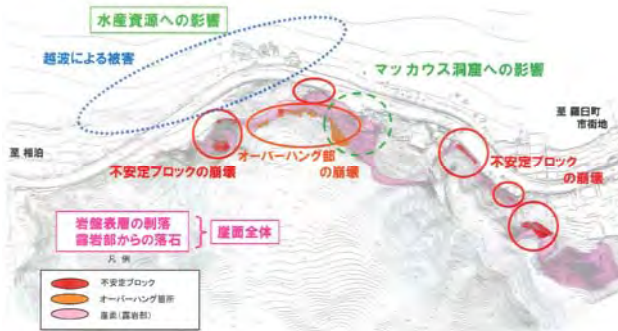 水産資源への影響
越波による被害
マッカウス洞窟への影響
至 羅臼町
市街地
至 相泊
不安定ブロックの崩壊
オーバーハング部
の崩壊
不安定ブロック
の崩壊
岩盤表層の剥落
露岩部からの落石
崖面全体
凡 例
不安定ブロック
オーバーハング箇所
崖面(露岩部)